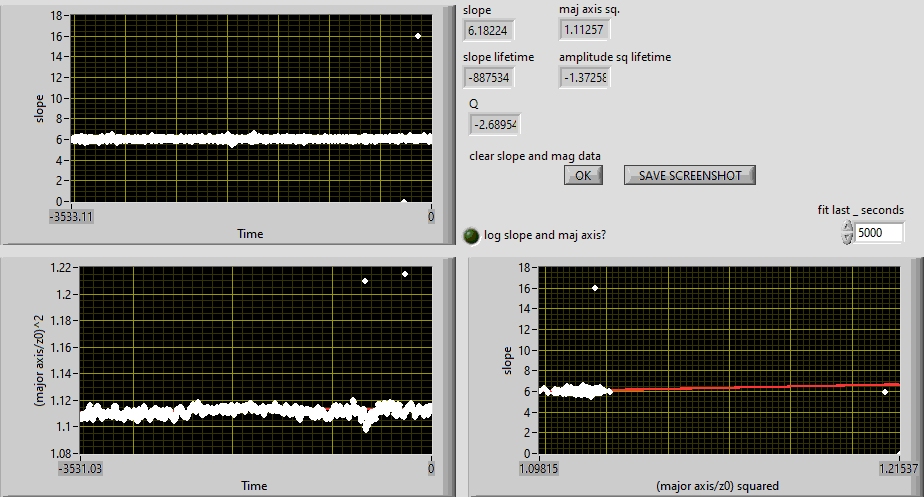 slope
6.18224
maj axis sq.
1.11257
slope lifetime
-887534
amplitude sq lifetime
-1.37258
Q
-2.68954
clear slope and mag data
OK
SAVE SCREENSHOT
fit last _ seconds
5000
log slope and maj axis?
18
16
14
12
10
8
6
4
2
0
slope
-3533.11
0
Time
1.22
1.2
1.18
1.16
1.14
1.12
1.1
1.08
(major axis/z0)^2
-3531.03
0
Time
18
16
14
12
10
8
6
4
2
0
slope
1.09815
1.21537
(major axis/z0) squared